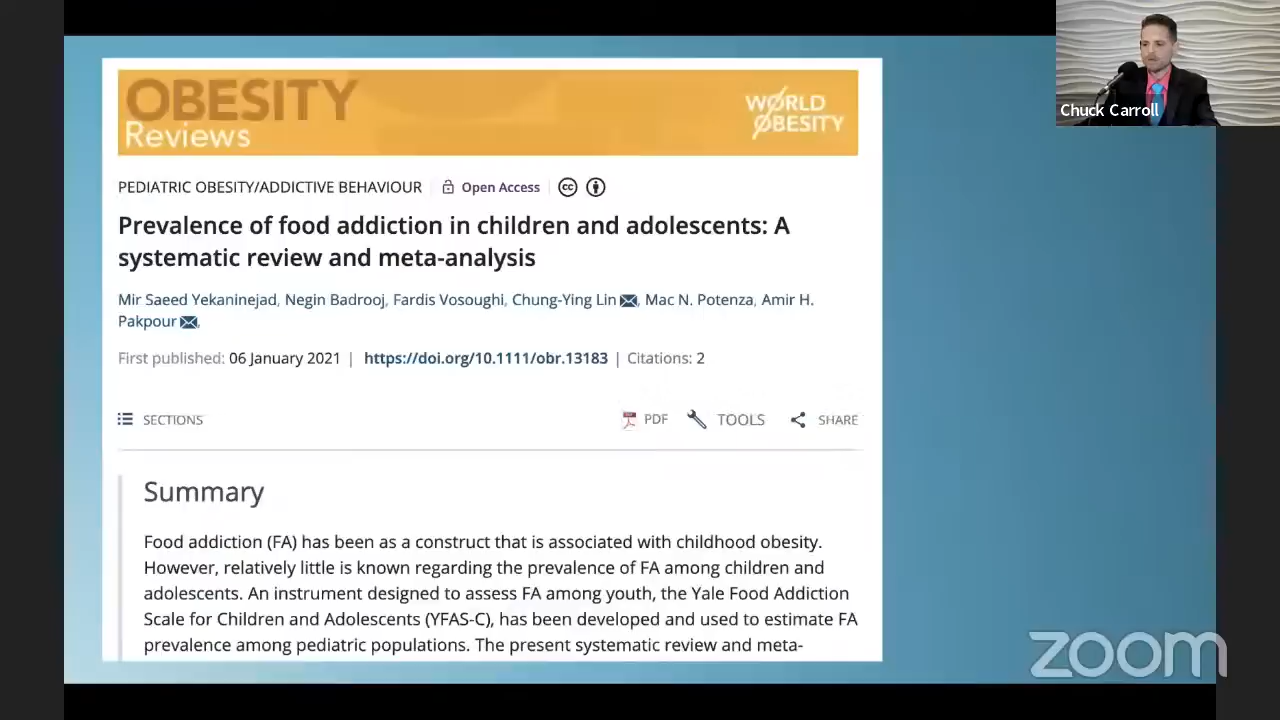 OBESITY
Reviews
WORLD
OBESITY
Chuck Carroll
PEDIATRIC OBESITY/ADDICTIVE BEHAVIOUR
Open Access
cc
Prevalence of food addiction in children and adolescents: A
systematic review and meta-analysis
Mir Saeed Yekaninejad, Negin Badrooj, Fardis Vosoughi, Chung-Ying Lin, Mac N. Potenza, Amir H.
Pakpour,
First published: 06 January 2021 | https://doi.org/10.1111/obr.13183 | Citations: 2
SECTIONS
PDF
TOOLS
SHARE
Summary
Food addiction (FA) has been as a construct that is associated with childhood obesity.
However, relatively little is known regarding the prevalence of FA among children and
adolescents. An instrument designed to assess FA among youth, the Yale Food Addiction
Scale for Children and Adolescents (YFAS-C), has been developed and used to estimate FA
prevalence among pediatric populations. The present systematic review and meta-
zoom